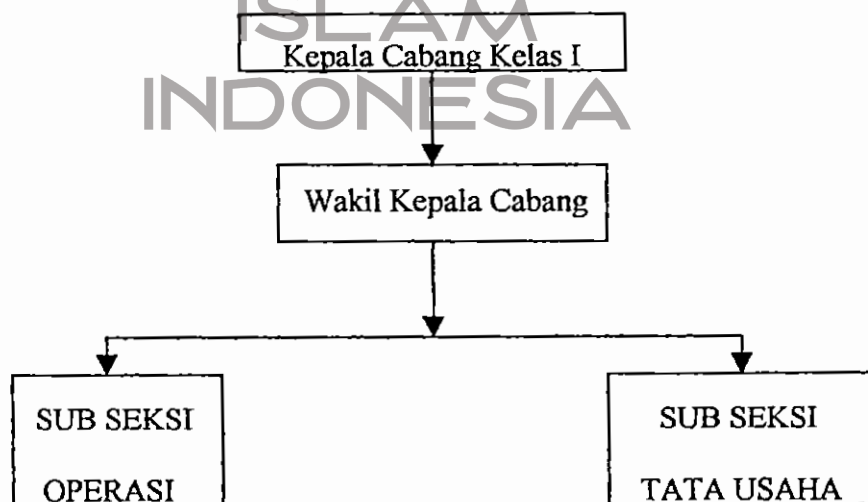 ISLAM
Kepala Cabang Kelas I
INDONESIA
Wakil Kepala Cabang
SUB SEKSI
OPERASI
SUB SEKSI
TATA USAHA